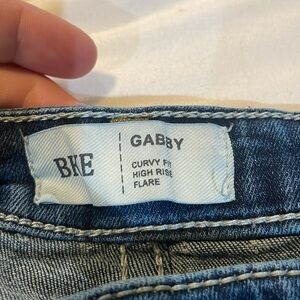 BKE
GABBY
CURVY FIT
HIGH RISE
FLARE